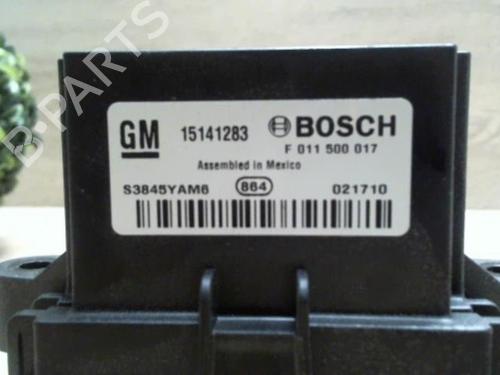 GM 15141283 BOSCH
F 011 500 017
Assembled in Mexico
S3845YAM6 864 021710
B-PARTS